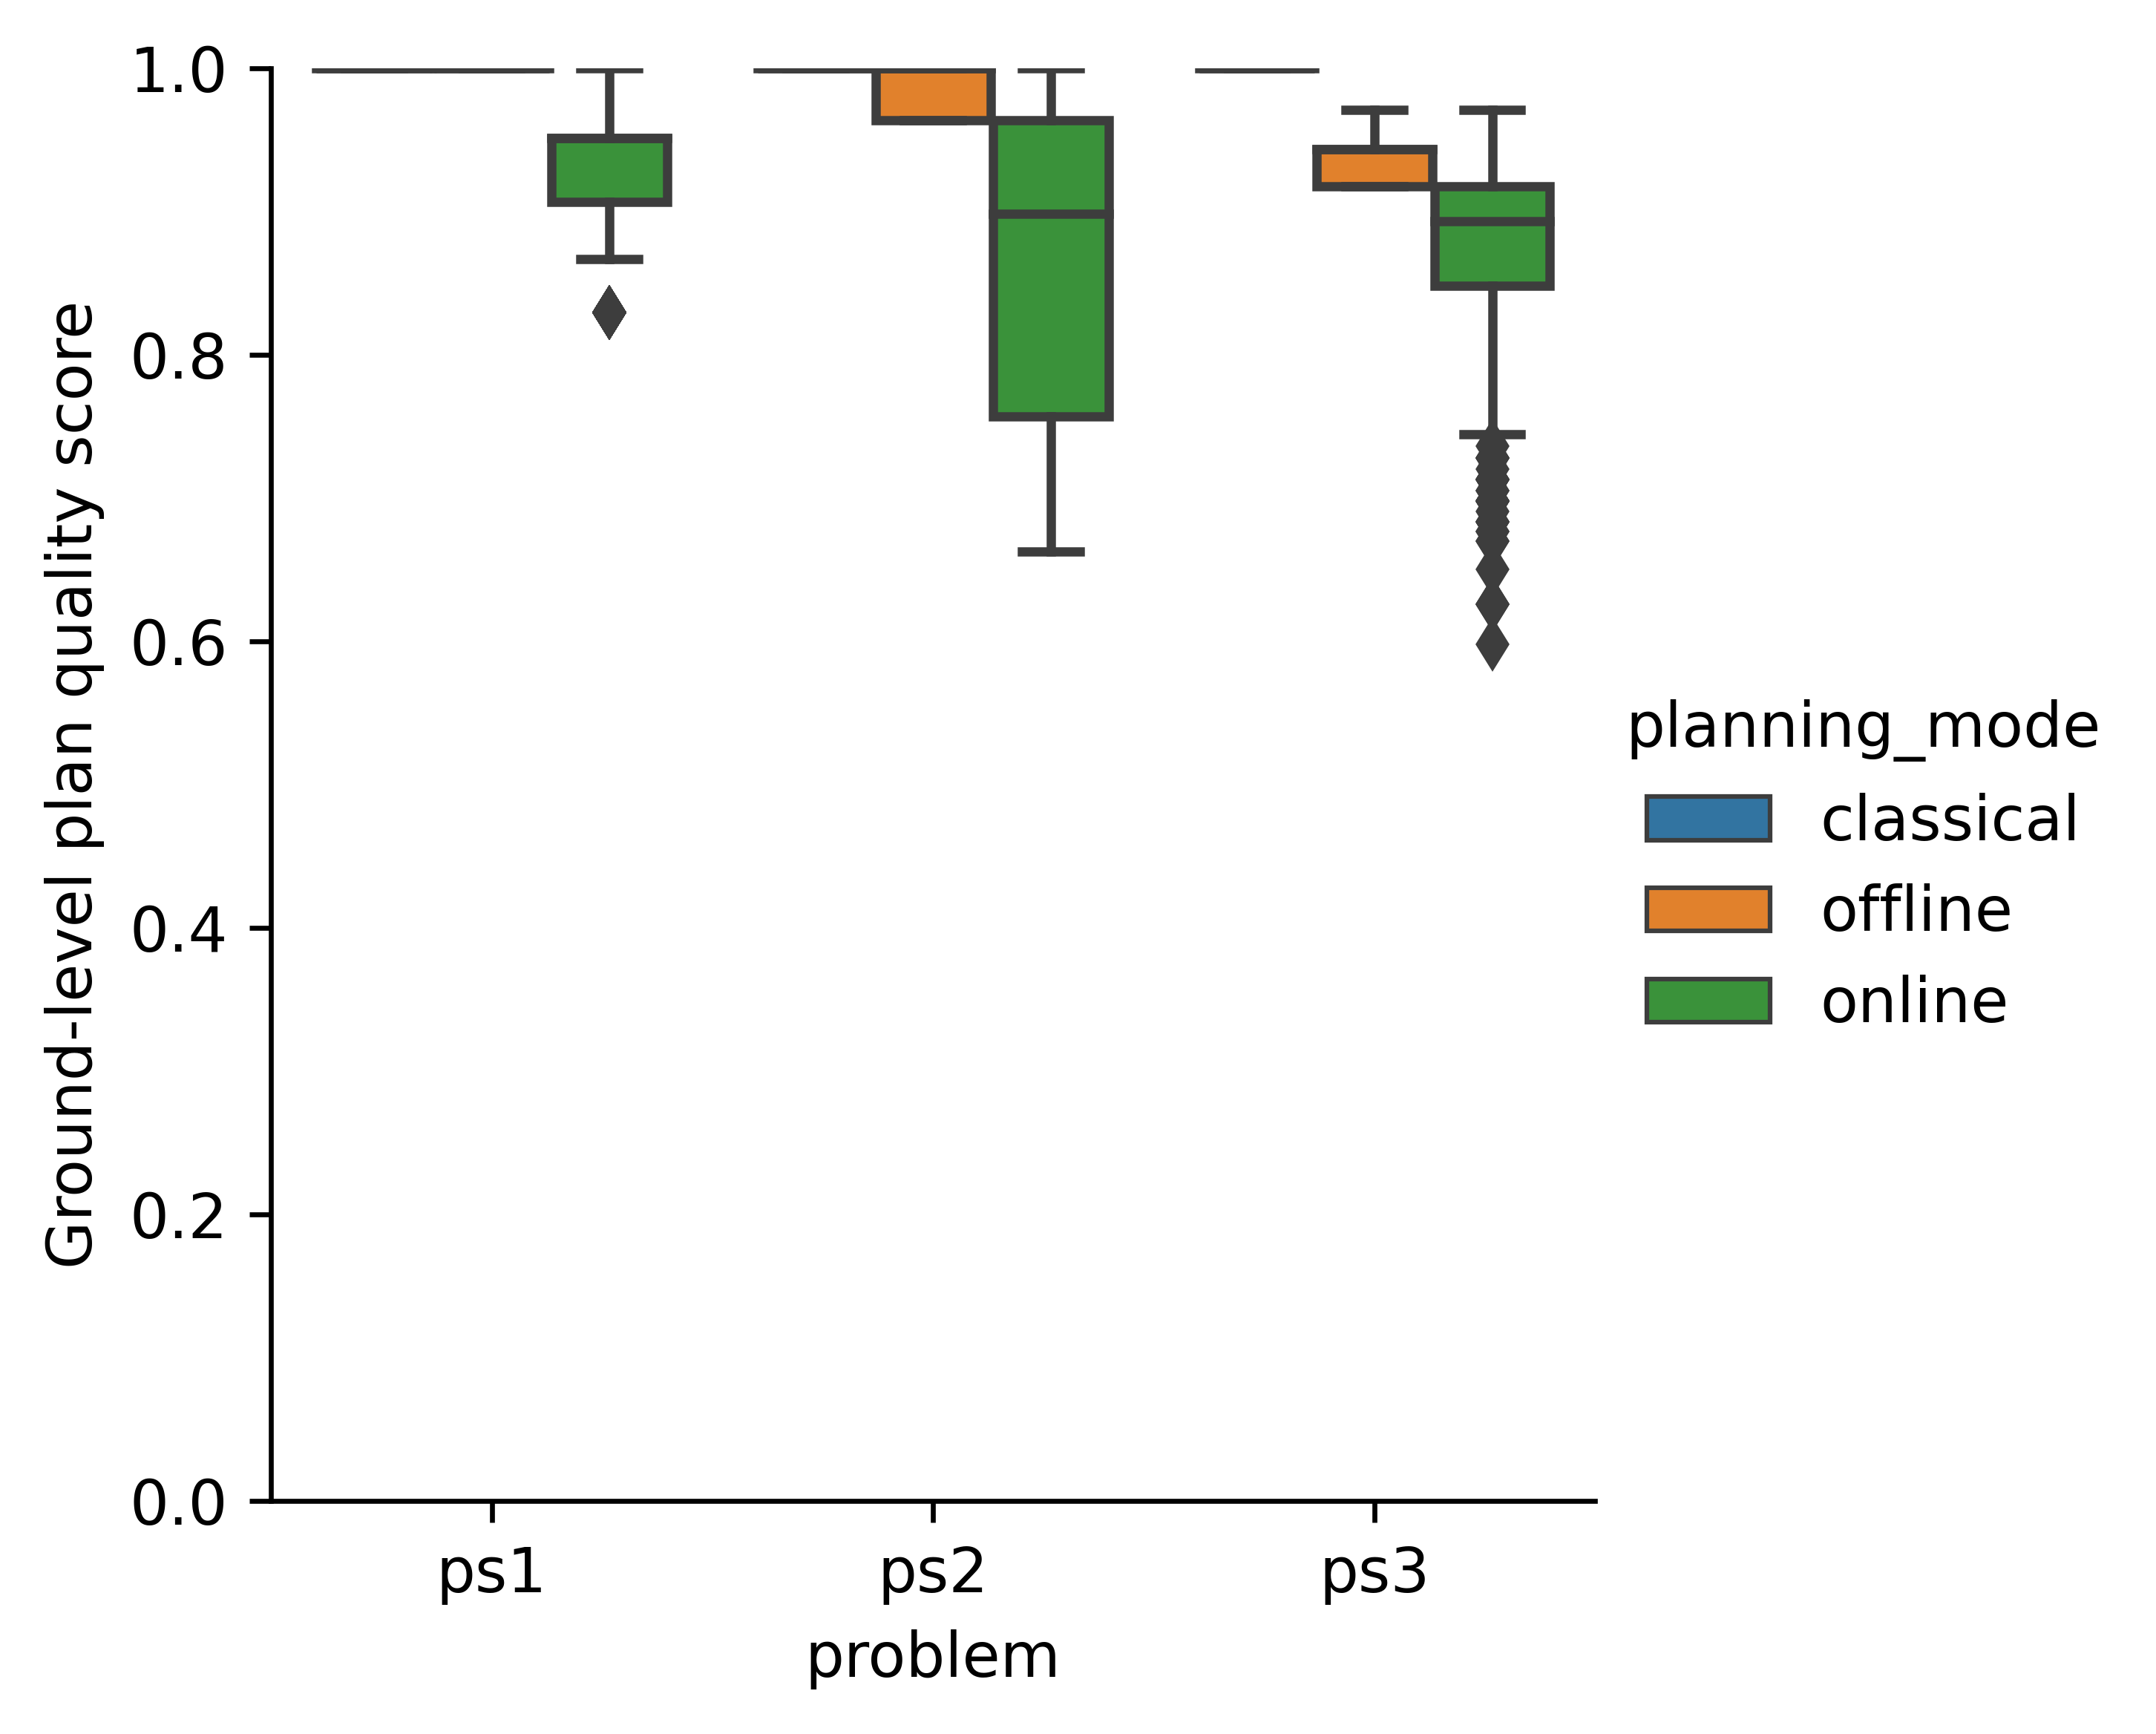 Ground-level plan quality score
1.0
0.8
0.6
0.4
0.2
0.0
ps1 ps2 ps3
problem
planning_mode
classical
offline
online